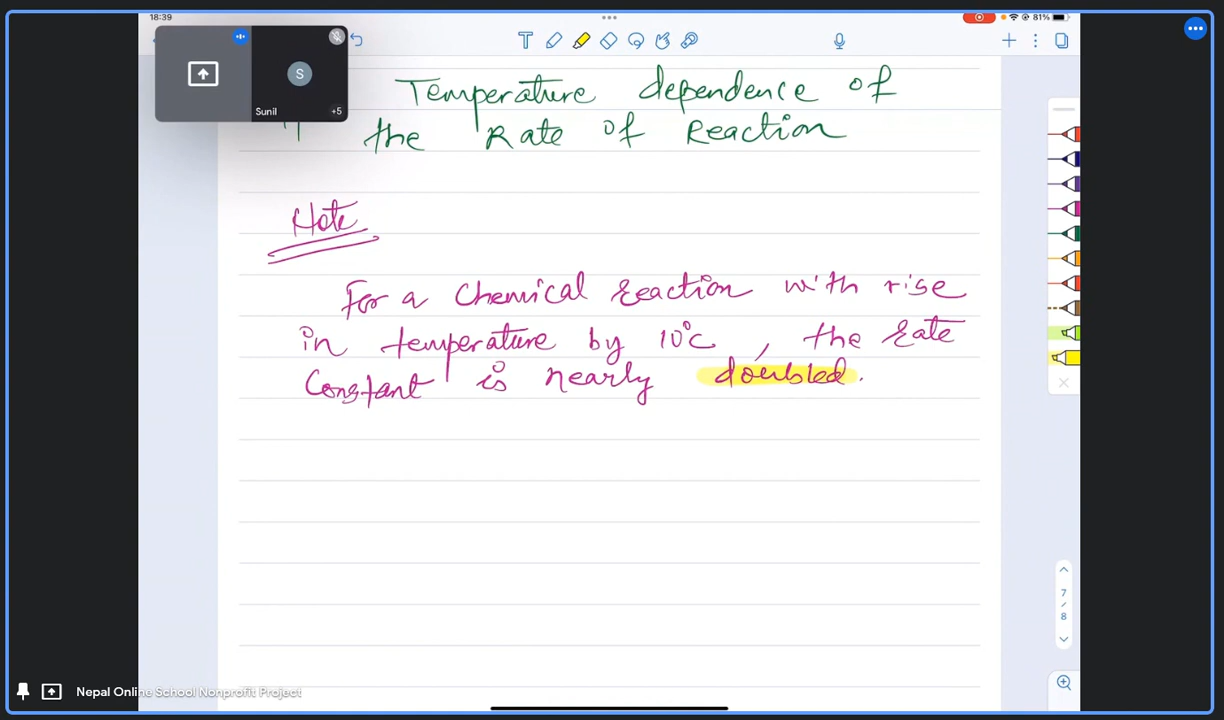 18:39
81%
S
Sunil
+5
Temperature dependence of
the Rate of Reaction
Note
For a Chemical reaction with rise
in temperature by 10°C, the rate
Constant is nearly doubled.
7
/
8
Nepal Online School Nonprofit Project